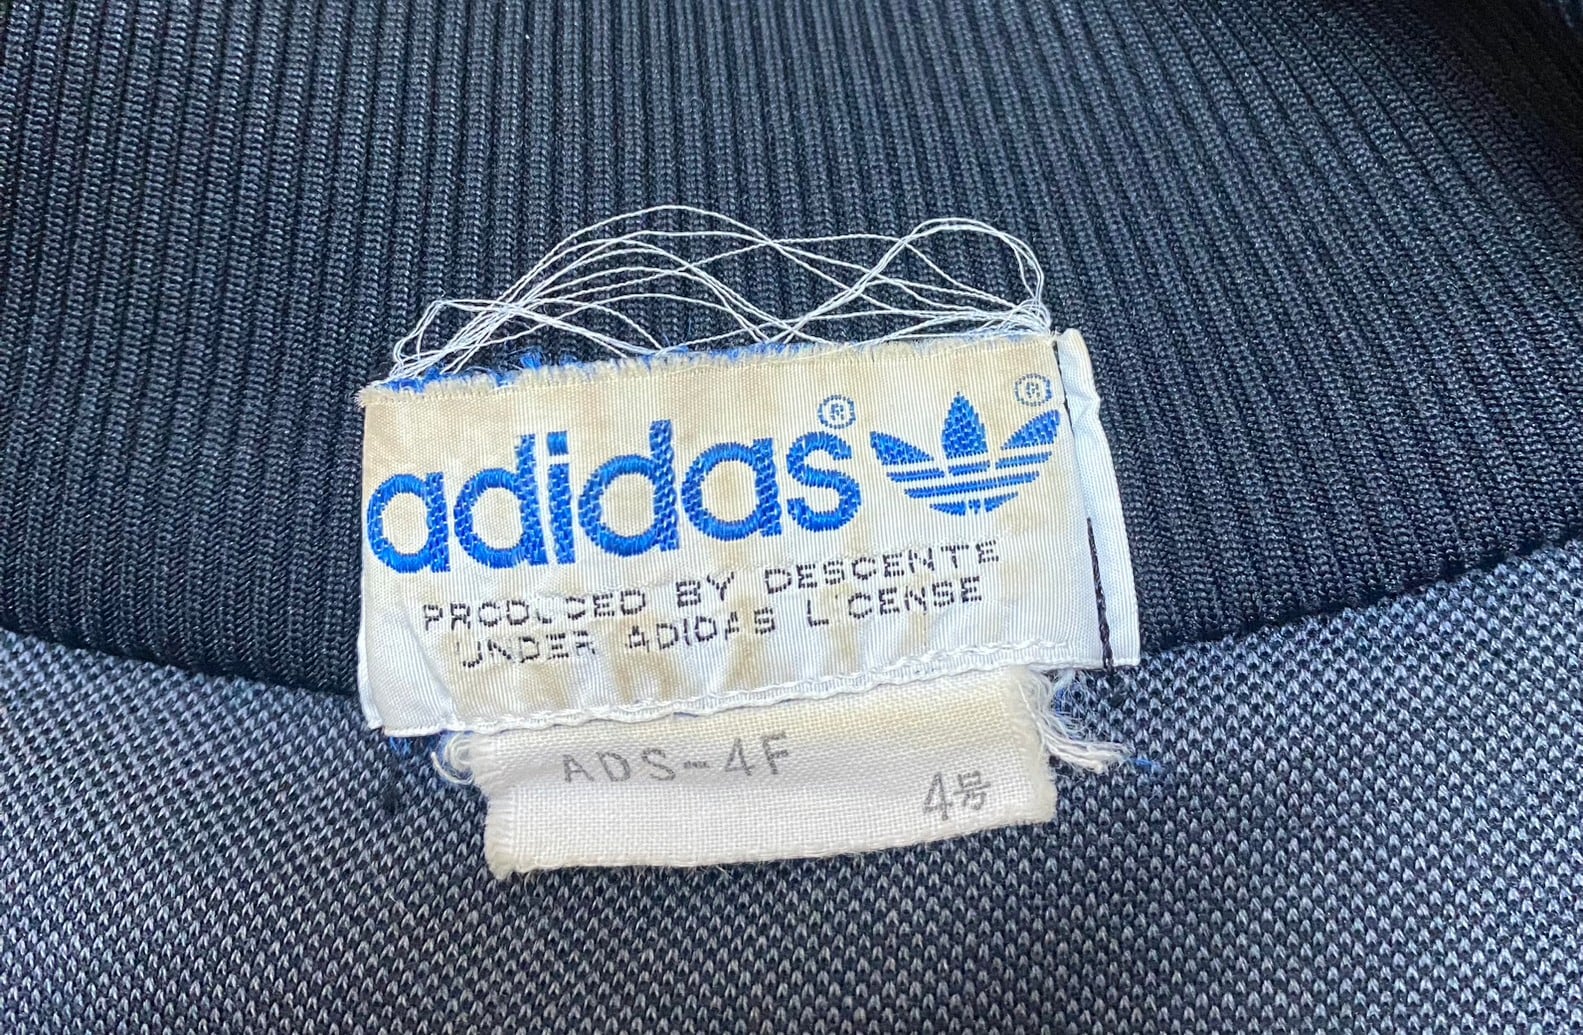 adidas® ®
PRODUCED BY DESCENTE
UNDER ADIDAS LICENSE
ADS-4F
4号